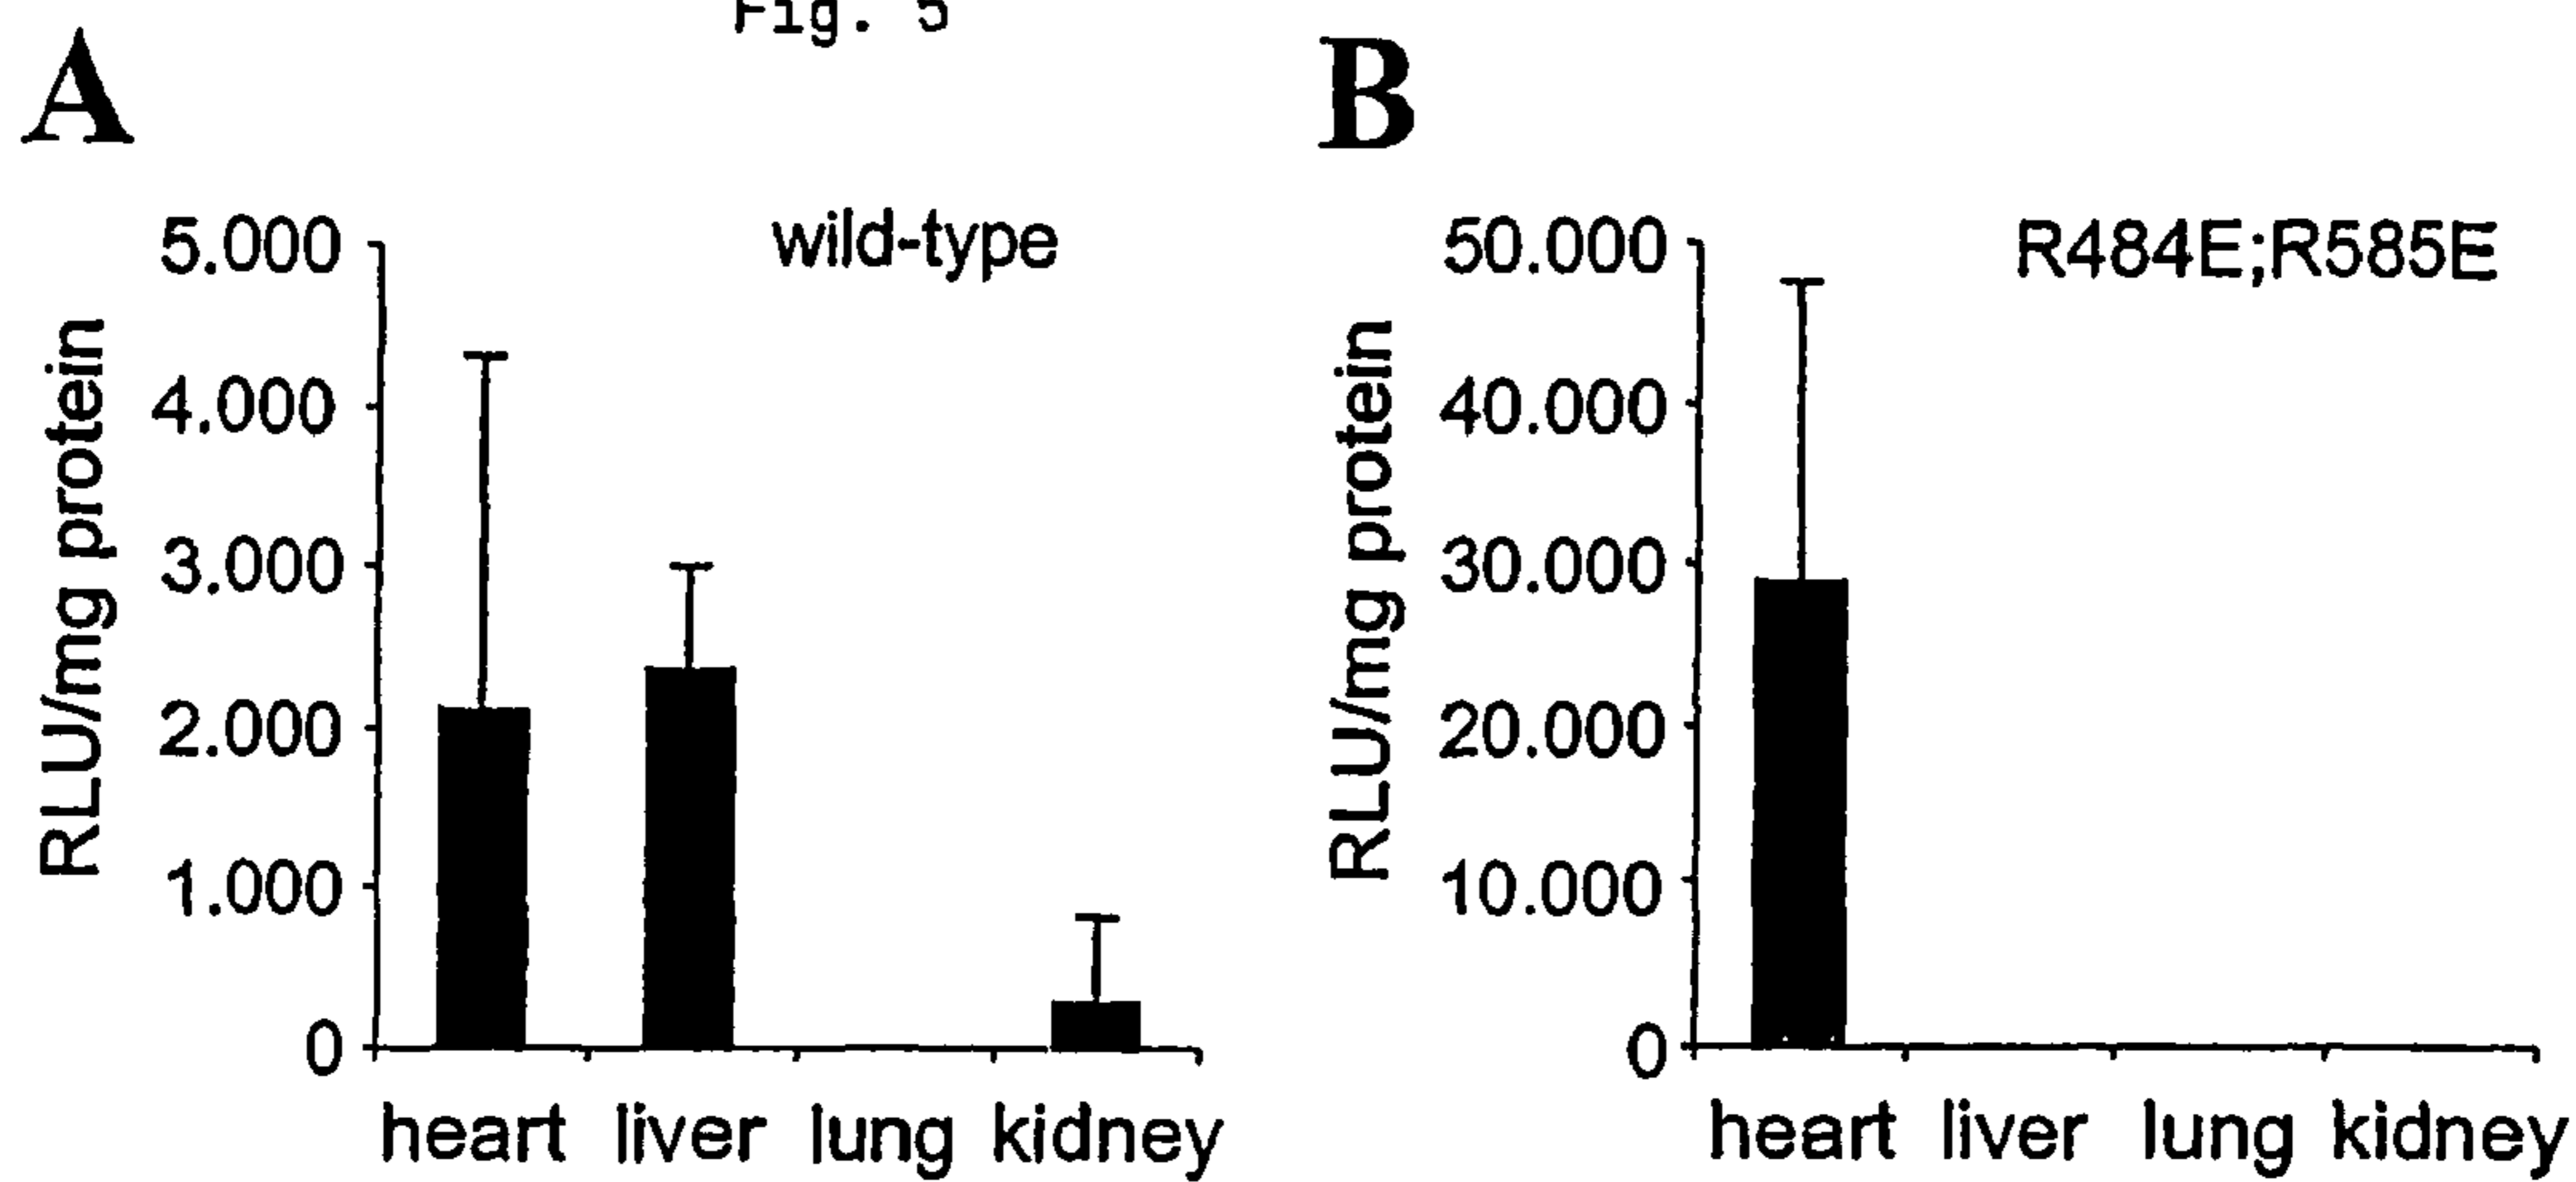 Fig. 5
A
wild-type
RLU/mg protein
5.000
4.000
3.000
2.000
1.000
0
heart liver lung kidney
B
R484E;R585E
RLU/mg protein
50.000
40.000
30.000
20.000
10.000
0
heart liver lung kidney